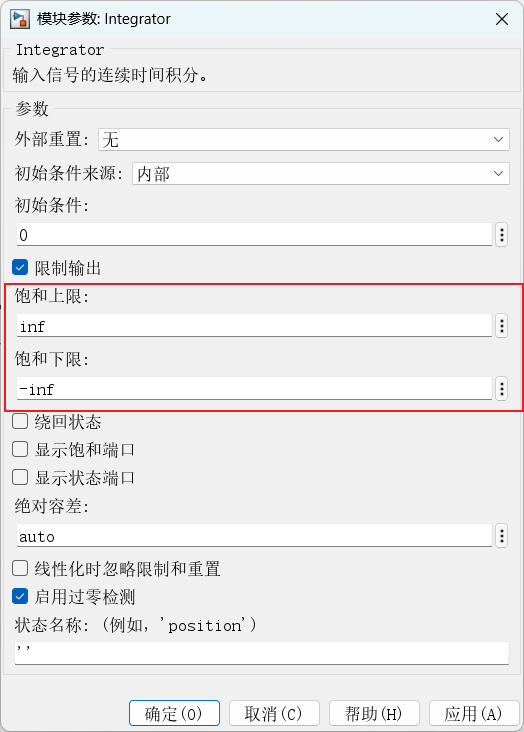 模块参数: Integrator
Integrator
输入信号的连续时间积分。
参数
外部重置: 无
初始条件来源: 内部
初始条件:
0
限制输出
饱和上限:
inf
饱和下限:
-inf
绕回状态
显示饱和端口
显示状态端口
绝对容差:
auto
线性化时忽略限制和重置
启用过零检测
状态名称: (例如, 'position')
''
确定(O) 取消(C) 帮助(H) 应用(A)